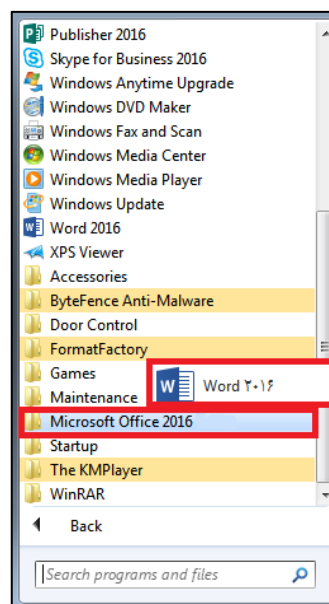 Publisher 2016
Skype for Business 2016
Windows Anytime Upgrade
Windows DVD Maker
Windows Fax and Scan
Windows Media Center
Windows Media Player
Windows Update
Word 2016
XPS Viewer
Accessories
ByteFence Anti-Malware
Door Control
FormatFactory
Games
Word ۲۰۱۶
Maintenance
Microsoft Office 2016
Startup
The KMPlayer
WinRAR
Back
Search programs and files